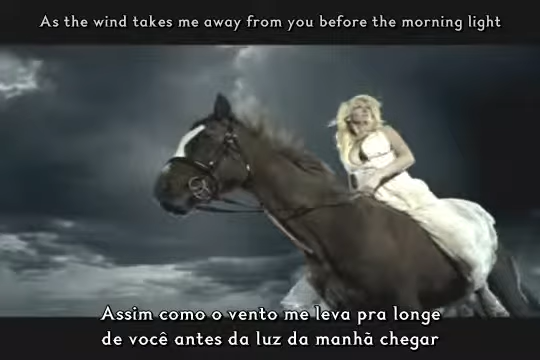 As the wind takes me away from you before the morning light
Assim como o vento me leva pra longe
de você antes da luz da manhã chegar